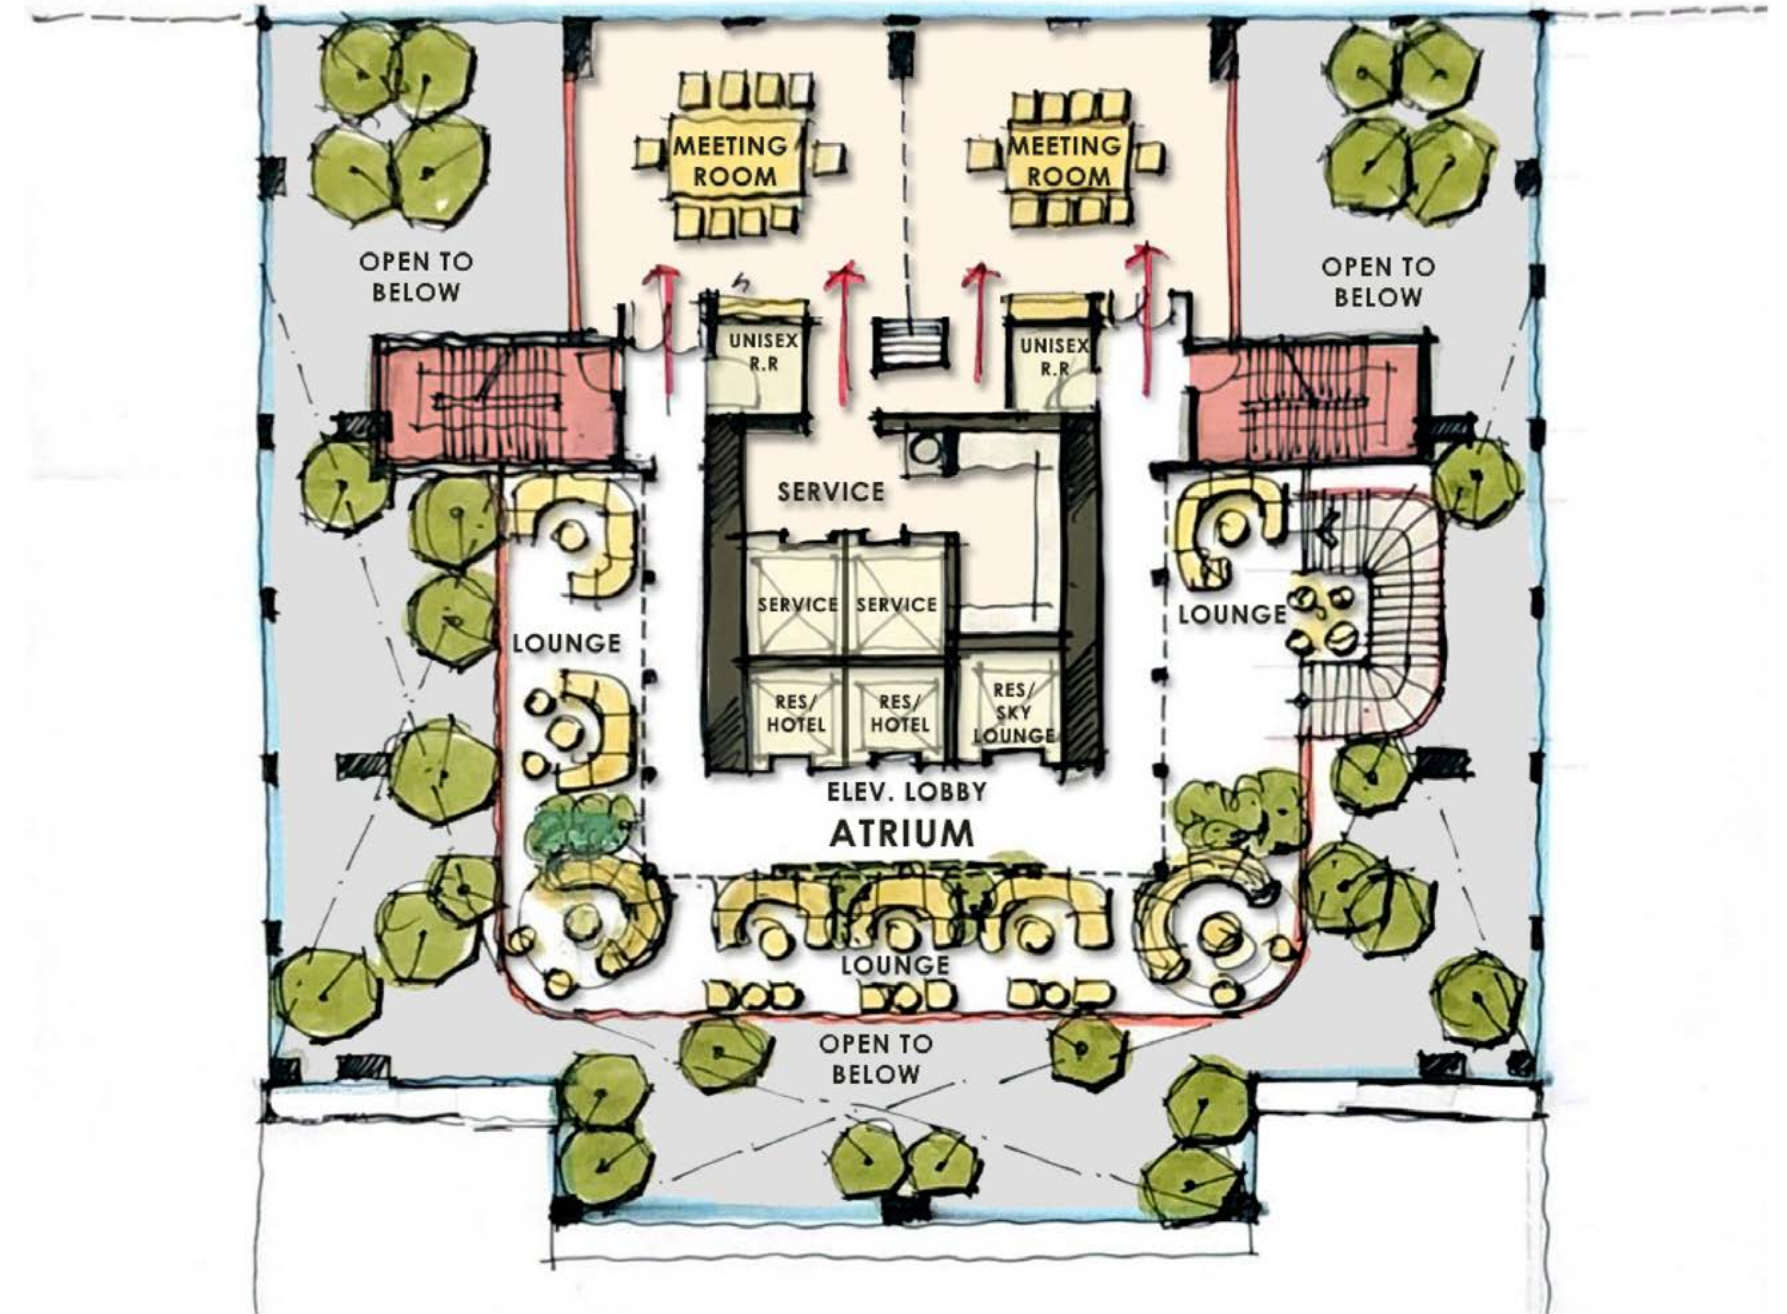 MEETING
ROOM
MEETING
ROOM
OPEN TO
BELOW
OPEN TO
BELOW
UNISEX
R.R
UNISEX
R.R
SERVICE
SERVICE
SERVICE
LOUNGE
LOUNGE
RES/
HOTEL
RES/
HOTEL
RES/
SKY
LOUNGE
ELEV. LOBBY
ATRIUM
LOUNGE
OPEN TO
BELOW